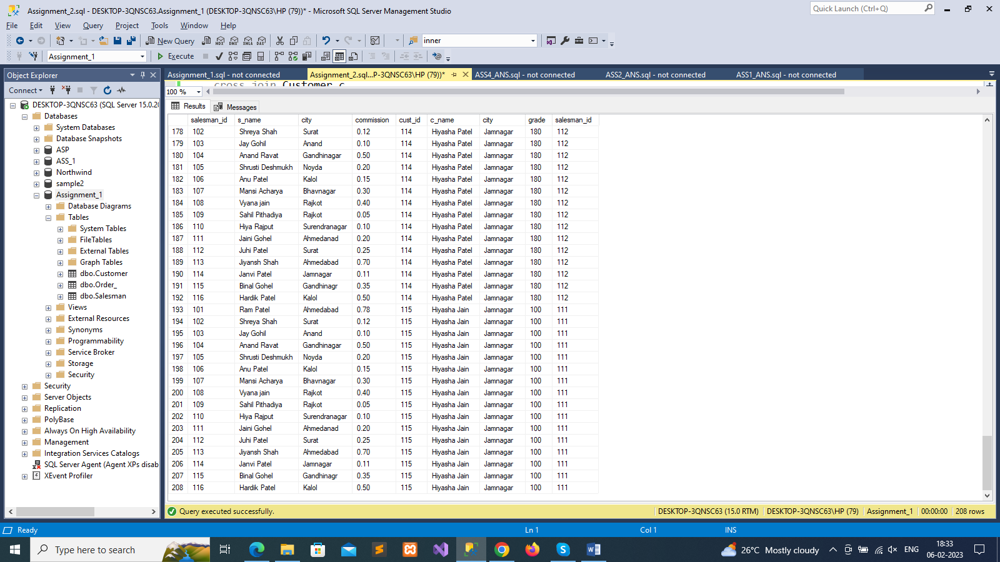 Assignment_2.sql - DESKTOP-3QNSC63.Assignment_1 (DESKTOP-3QNSC63\HP (79))* - Microsoft SQL Server Management Studio
Quick Launch (Ctrl+Q)
File Edit View Query Project Tools Window Help
New Query MDX DMX XMLA DAX inner
Assignment_1 Execute
Object Explorer
Assignment_1.sql - not connected Assignment_2.sql...P-3QNSC63\HP (79))* ASS4_ANS.sql - not connected ASS2_ANS.sql - not connected ASS1_ANS.sql - not connected
cross join Customer c
Connect
100 %
Results Messages
DESKTOP-3QNSC63 (SQL Server 15.0.20
Databases
System Databases
Database Snapshots
ASP
ASS_1
Northwind
sample2
Assignment_1
Database Diagrams
Tables
System Tables
FileTables
External Tables
Graph Tables
dbo.Customer
dbo.Order_
dbo.Salesman
Views
External Resources
Synonyms
Programmability
Service Broker
Storage
Security
Security
Server Objects
Replication
PolyBase
Always On High Availability
Management
Integration Services Catalogs
SQL Server Agent (Agent XPs disab
XEvent Profiler
salesman_id s_name city commission cust_id c_name city grade salesman_id
178 102 Shreya Shah Surat 0.12 114 Hiyasha Patel Jamnagar 180 112
179 103 Jay Gohil Anand 0.10 114 Hiyasha Patel Jamnagar 180 112
180 104 Anand Ravat Gandhinagar 0.50 114 Hiyasha Patel Jamnagar 180 112
181 105 Shrusti Deshmukh Noyda 0.20 114 Hiyasha Patel Jamnagar 180 112
182 106 Anu Patel Kalol 0.15 114 Hiyasha Patel Jamnagar 180 112
183 107 Mansi Acharya Bhavnagar 0.30 114 Hiyasha Patel Jamnagar 180 112
184 108 Vyana jain Rajkot 0.40 114 Hiyasha Patel Jamnagar 180 112
185 109 Sahil Pithadiya Rajkot 0.05 114 Hiyasha Patel Jamnagar 180 112
186 110 Hiya Rajput Surendranagar 0.10 114 Hiyasha Patel Jamnagar 180 112
187 111 Jaini Gohel Ahmedanad 0.20 114 Hiyasha Patel Jamnagar 180 112
188 112 Juhi Patel Surat 0.25 114 Hiyasha Patel Jamnagar 180 112
189 113 Jiyansh Shah Ahmedabad 0.70 114 Hiyasha Patel Jamnagar 180 112
190 114 Janvi Patel Jamnagar 0.11 114 Hiyasha Patel Jamnagar 180 112
191 115 Binal Gohel Gandhinagr 0.35 114 Hiyasha Patel Jamnagar 180 112
192 116 Hardik Patel Kalol 0.50 114 Hiyasha Patel Jamnagar 180 112
193 101 Ram Patel Ahmedabad 0.78 115 Hiyasha Jain Jamnagar 100 111
194 102 Shreya Shah Surat 0.12 115 Hiyasha Jain Jamnagar 100 111
195 103 Jay Gohil Anand 0.10 115 Hiyasha Jain Jamnagar 100 111
196 104 Anand Ravat Gandhinagar 0.50 115 Hiyasha Jain Jamnagar 100 111
197 105 Shrusti Deshmukh Noyda 0.20 115 Hiyasha Jain Jamnagar 100 111
198 106 Anu Patel Kalol 0.15 115 Hiyasha Jain Jamnagar 100 111
199 107 Mansi Acharya Bhavnagar 0.30 115 Hiyasha Jain Jamnagar 100 111
200 108 Vyana jain Rajkot 0.40 115 Hiyasha Jain Jamnagar 100 111
201 109 Sahil Pithadiya Rajkot 0.05 115 Hiyasha Jain Jamnagar 100 111
202 110 Hiya Rajput Surendranagar 0.10 115 Hiyasha Jain Jamnagar 100 111
203 111 Jaini Gohel Ahmedanad 0.20 115 Hiyasha Jain Jamnagar 100 111
204 112 Juhi Patel Surat 0.25 115 Hiyasha Jain Jamnagar 100 111
205 113 Jiyansh Shah Ahmedabad 0.70 115 Hiyasha Jain Jamnagar 100 111
206 114 Janvi Patel Jamnagar 0.11 115 Hiyasha Jain Jamnagar 100 111
207 115 Binal Gohel Gandhinagr 0.35 115 Hiyasha Jain Jamnagar 100 111
208 116 Hardik Patel Kalol 0.50 115 Hiyasha Jain Jamnagar 100 111
Query executed successfully. DESKTOP-3QNSC63 (15.0 RTM) DESKTOP-3QNSC63\HP (79) Assignment_1 00:00:00 208 rows
Ready Ln 1 Col 1 INS
Type here to search
26°C Mostly cloudy ENG 18:33
06-02-2023